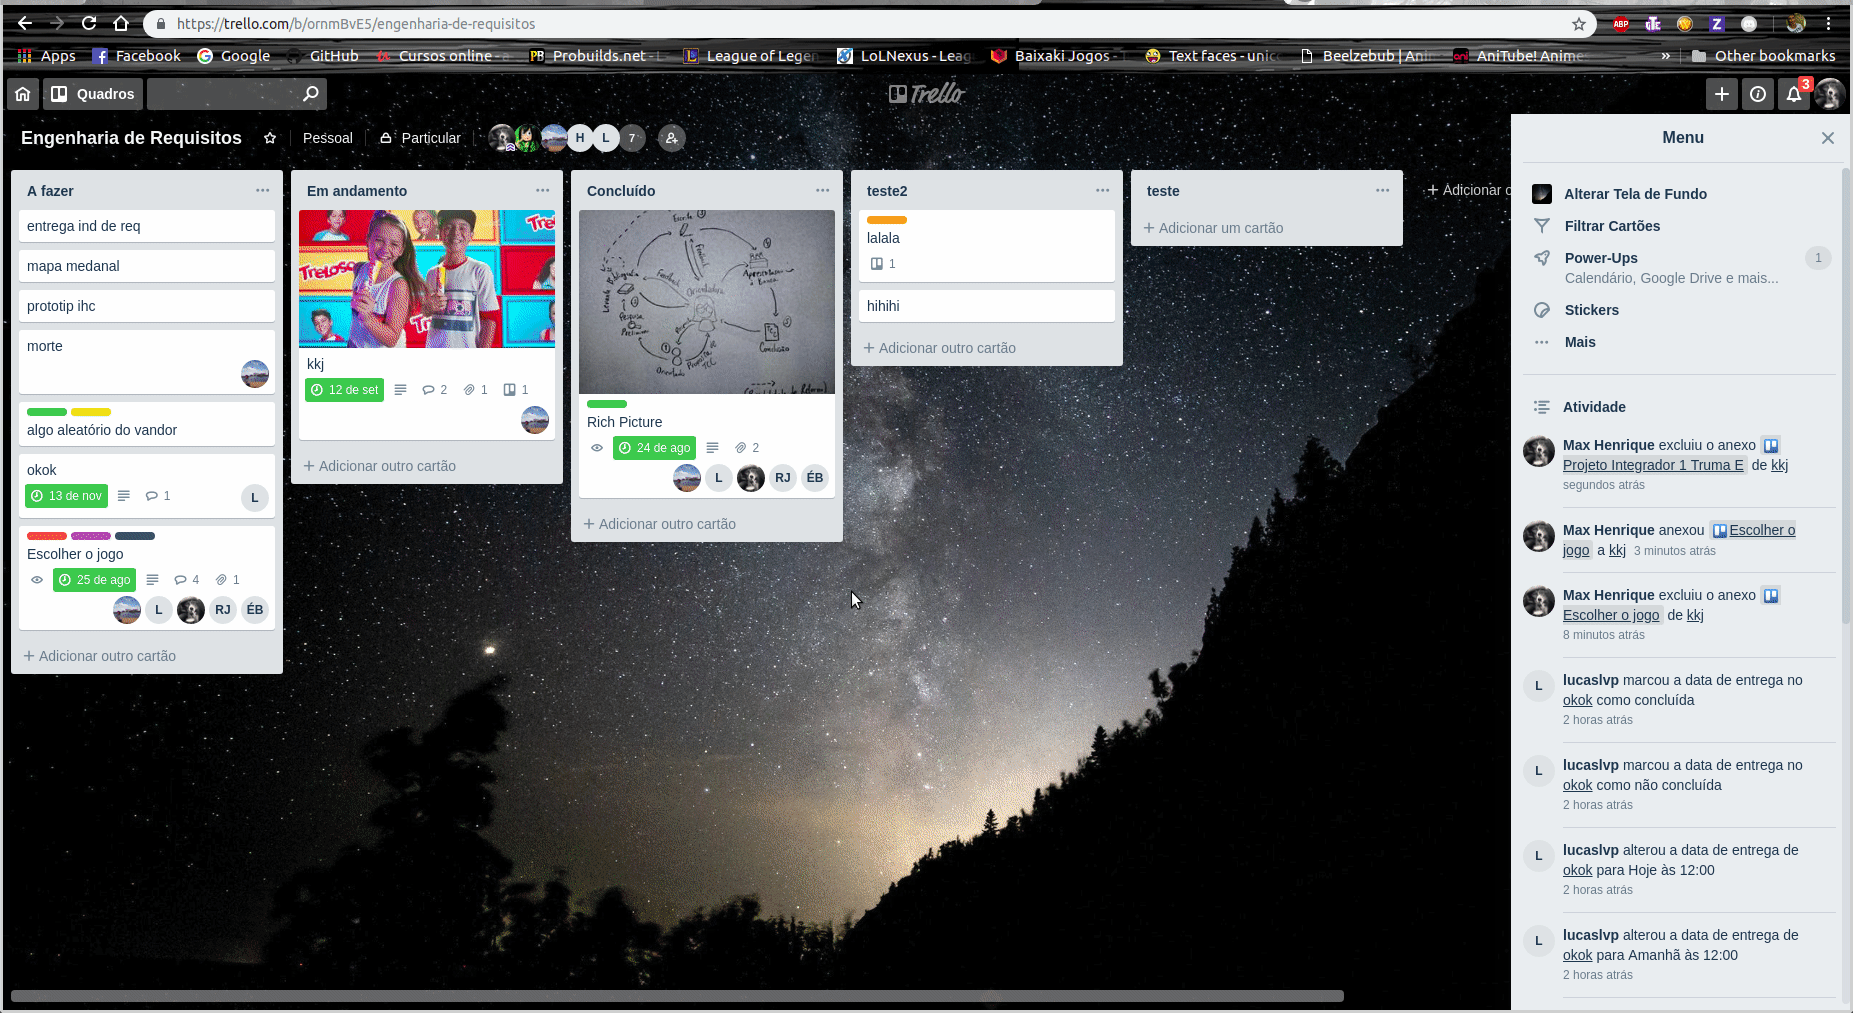 https://trello.com/b/ornmBvE5/engenharia-de-requisitos
ABP
Apps
Facebook
Google
GitHub
Cursos online -
Probuilds.net - L
League of Legen
LoLNexus - Leag
Baixaki Jogos -
Text faces - unic
Beelzebub | Ani
AniTube! Anime
»
Other bookmarks
Quadros
Trello
3
Engenharia de Requisitos
Pessoal
Particular
H
L
7
A fazer
entrega ind de req
mapa medanal
prototip ihc
morte
algo aleatório do vandor
okok
13 de nov
1
L
Escolher o jogo
25 de ago
4
1
L
RJ
ÉB
+ Adicionar outro cartão
Em andamento
kkj
12 de set
2
1
1
+ Adicionar outro cartão
Concluído
Rich Picture
24 de ago
2
L
RJ
ÉB
+ Adicionar outro cartão
teste2
lalala
1
hihihi
+ Adicionar outro cartão
teste
+ Adicionar um cartão
+ Adicionar o
Menu
Alterar Tela de Fundo
Filtrar Cartões
Power-Ups
1
Calendário, Google Drive e mais...
Stickers
Mais
Atividade
Max Henrique excluiu o anexo
Projeto Integrador 1 Truma E de kkj
segundos atrás
Max Henrique anexou Escolher o
jogo a kkj 3 minutos atrás
Max Henrique excluiu o anexo
Escolher o jogo de kkj
8 minutos atrás
L
lucaslvp marcou a data de entrega no
okok como concluída
2 horas atrás
L
lucaslvp marcou a data de entrega no
okok como não concluída
2 horas atrás
L
lucaslvp alterou a data de entrega de
okok para Hoje às 12:00
2 horas atrás
L
lucaslvp alterou a data de entrega de
okok para Amanhã às 12:00
2 horas atrás